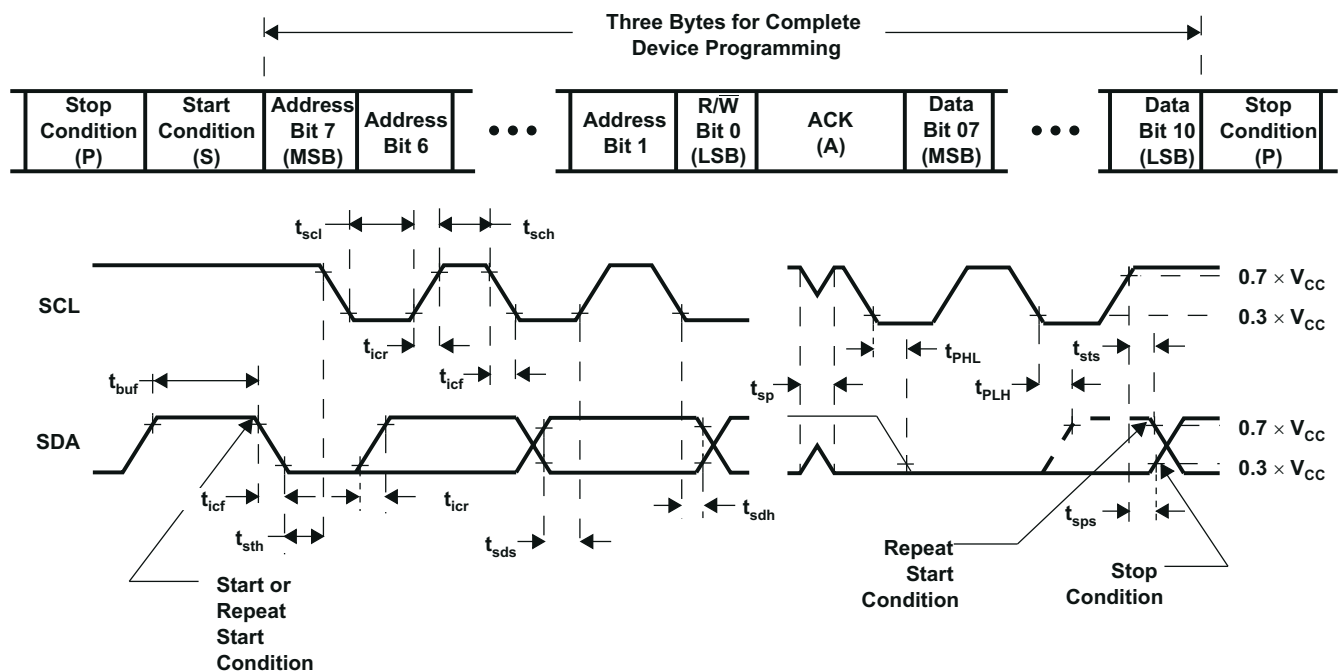 Three Bytes for Complete
Device Programming
Stop
Condition
(P)
Start
Condition
(S)
Address
Bit 7
(MSB)
Address
Bit 6
•••
Address
Bit 1
R/W̅
Bit 0
(LSB)
ACK
(A)
Data
Bit 07
(MSB)
•••
Data
Bit 10
(LSB)
Stop
Condition
(P)
tscl
tsch
SCL
0.7 × VCC
0.3 × VCC
ticr
ticf
tPHL
tsts
tbuf
tsp
tPLH
SDA
0.7 × VCC
0.3 × VCC
ticf
ticr
tsdh
tsps
tsth
tsds
Start or
Repeat
Start
Condition
Repeat
Start
Condition
Stop
Condition